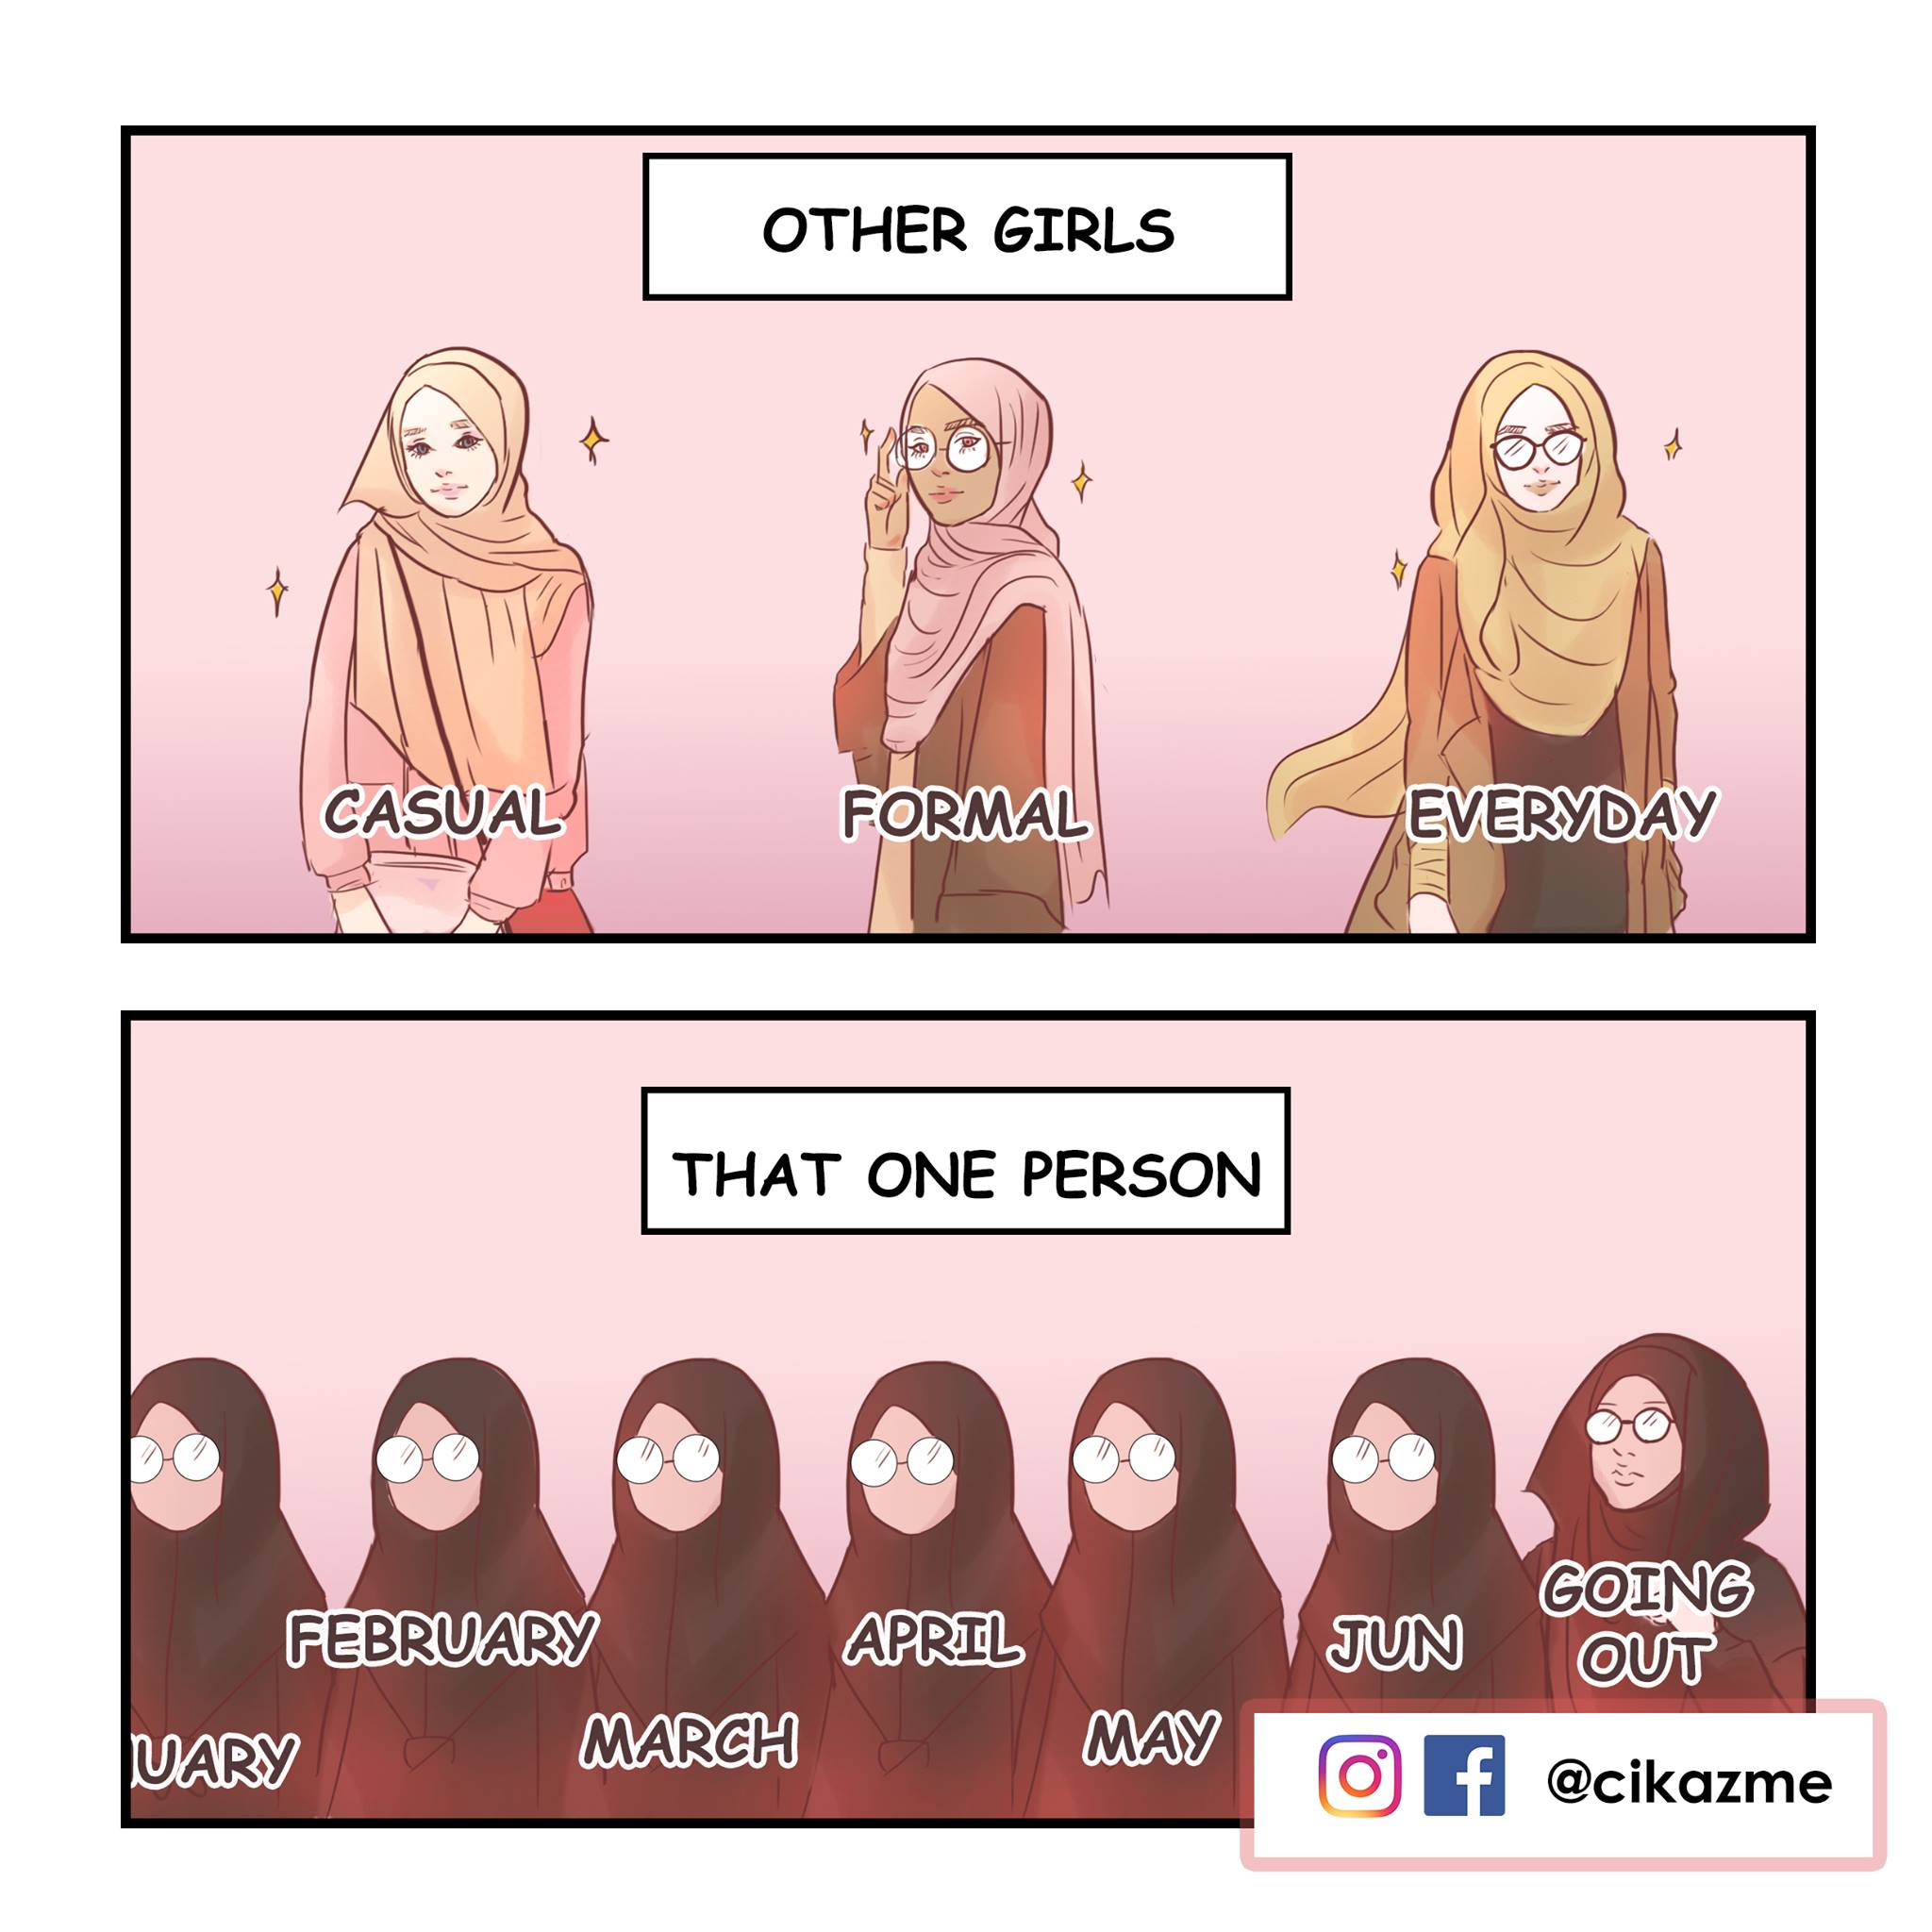 OTHER GIRLS
CASUAL
FORMAL
EVERYDAY
THAT ONE PERSON
UARY
FEBRUARY
MARCH
APRIL
MAY
JUN
GOING
OUT
@cikazme